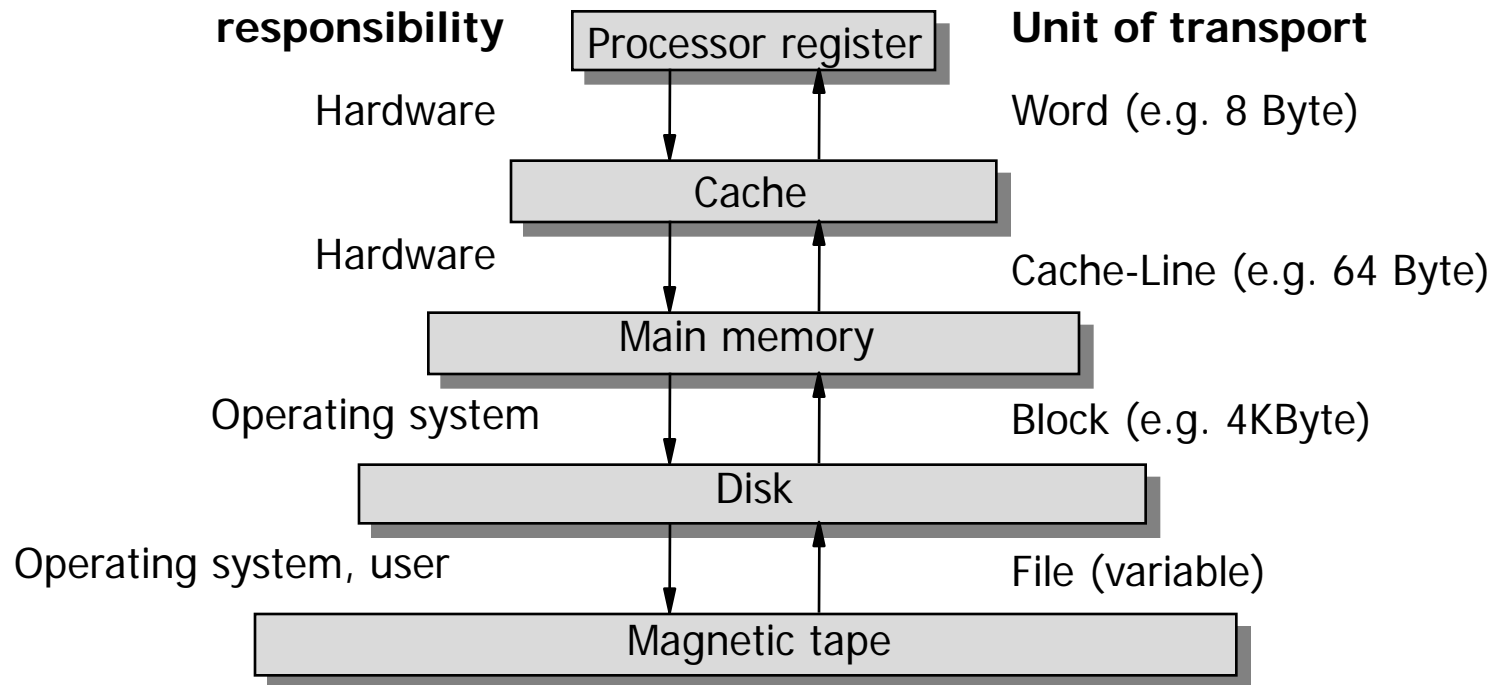 responsibility
Processor register
Unit of transport
Hardware
Word (e.g. 8 Byte)
Cache
Hardware
Cache-Line (e.g. 64 Byte)
Main memory
Operating system
Block (e.g. 4KByte)
Disk
Operating system, user
File (variable)
Magnetic tape